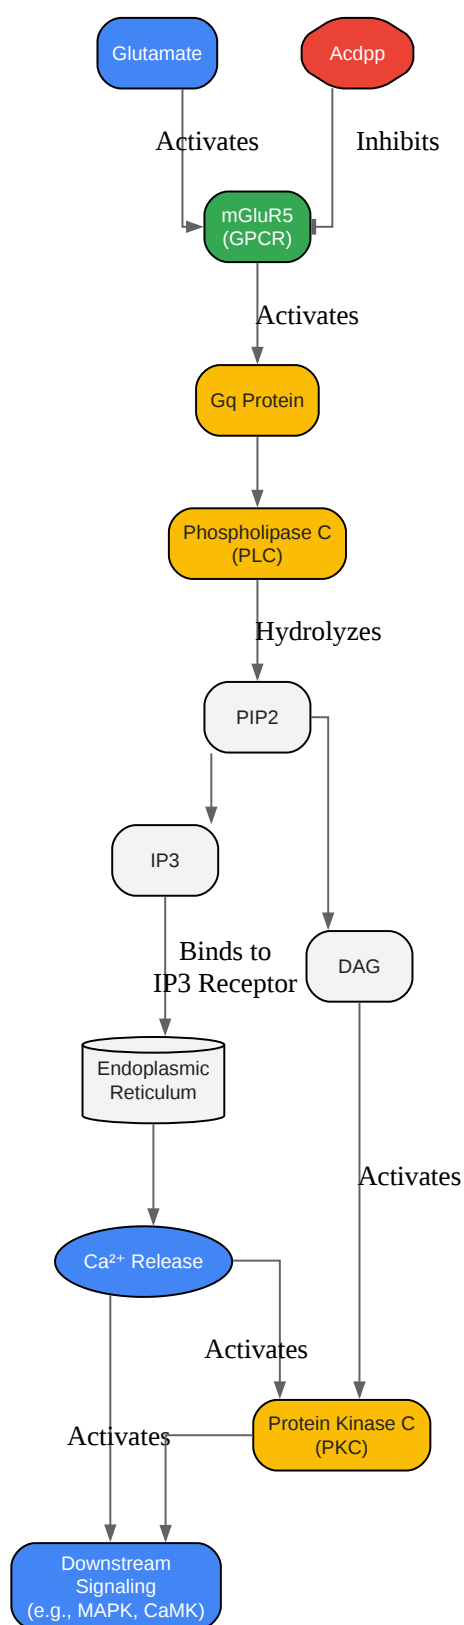 Glutamate
Acdpp
Activates
Inhibits
mGluR5
(GPCR)
Activates
Gq Protein
Phospholipase C
(PLC)
Hydrolyzes
PIP2
IP3
Binds to
IP3 Receptor
DAG
Endoplasmic
Reticulum
Activates
Ca²⁺ Release
Activates
Protein Kinase C
(PKC)
Activates
Downstream
Signaling
(e.g., MAPK, CaMK)